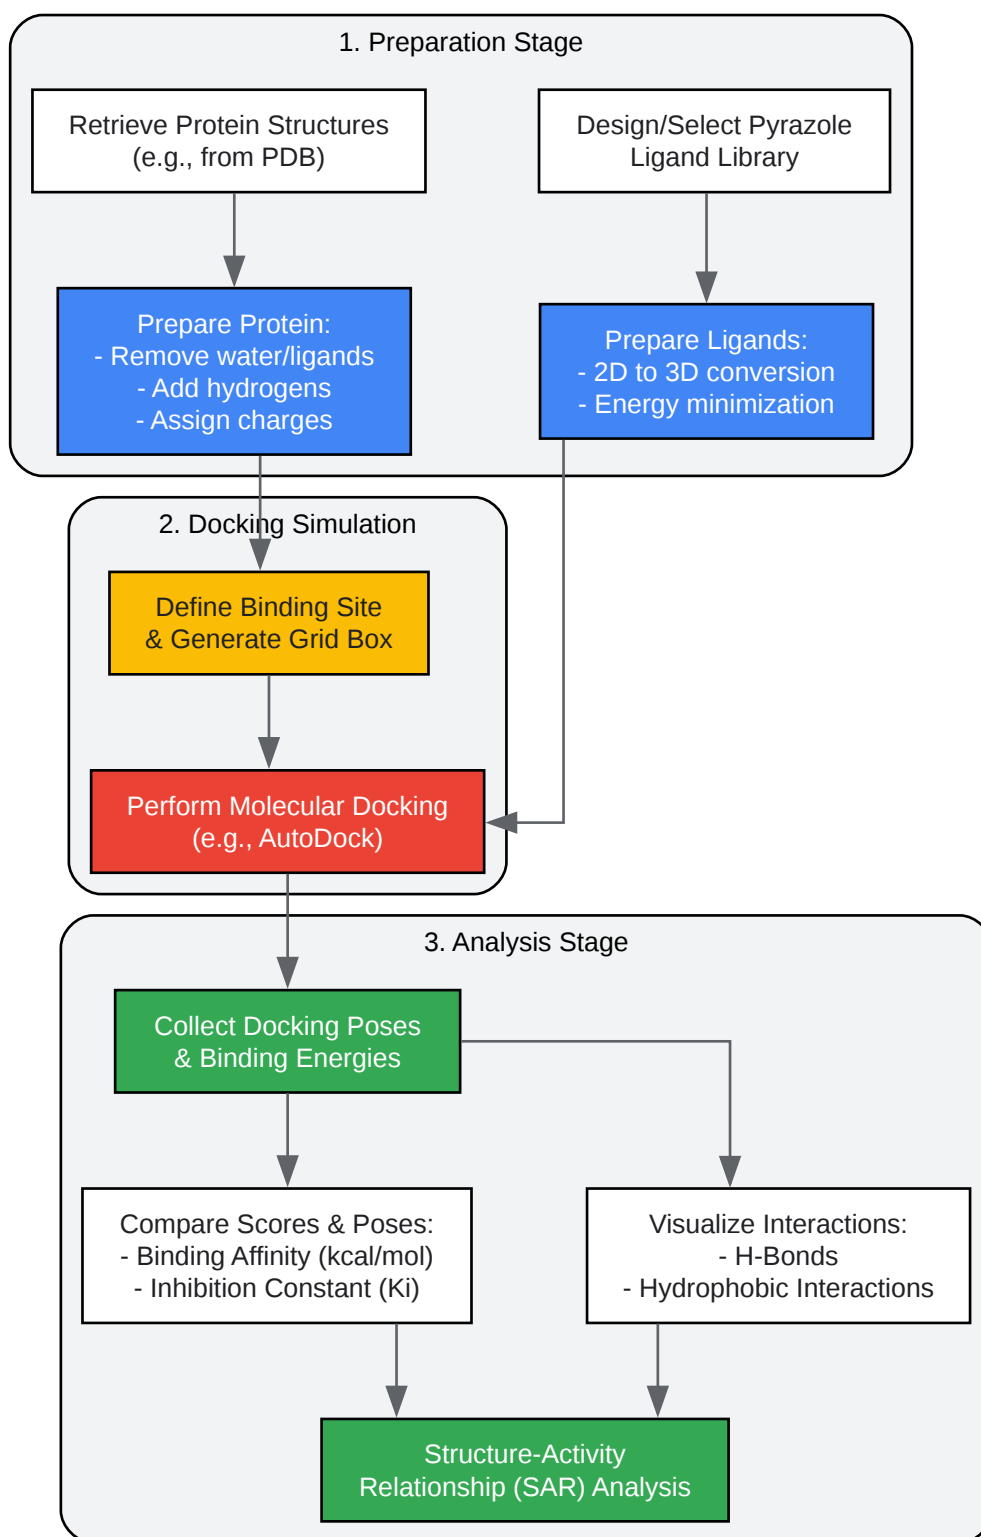 1. Preparation Stage
Retrieve Protein Structures
(e.g., from PDB)
Design/Select Pyrazole
Ligand Library
Prepare Protein:
- Remove water/ligands
- Add hydrogens
- Assign charges
Prepare Ligands:
- 2D to 3D conversion
- Energy minimization
2. Docking Simulation
Define Binding Site
& Generate Grid Box
Perform Molecular Docking
(e.g., AutoDock)
3. Analysis Stage
Collect Docking Poses
& Binding Energies
Compare Scores & Poses:
- Binding Affinity (kcal/mol)
- Inhibition Constant (Ki)
Visualize Interactions:
- H-Bonds
- Hydrophobic Interactions
Structure-Activity
Relationship (SAR) Analysis